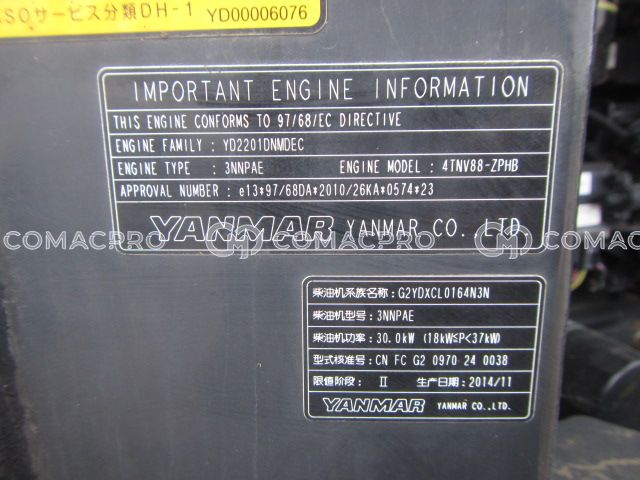 ASOサービス分類DH-1 YD00006076
IMPORTANT ENGINE INFORMATION
THIS ENGINE CONFORMS TO 97/68/EC DIRECTIVE
ENGINE FAMILY : YD2201DNMDEC
ENGINE TYPE : 3NNPAE ENGINE MODEL : 4TNV88-ZPHB
APPROVAL NUMBER : e13*97/68DA*2010/26KA*0574*23
YANMAR YANMAR CO., LTD.
COMACPRO COMACPRO COMACPRO
柴油机系族名称: G2YDXCL0164N3N
柴油机型号: 3NNPAE
柴油机功率: 30.0kW (18kW≤P<37kW)
型式核准号: CN FC G2 0970 24 0038
限值阶段: II 生产日期: 2014/11
YANMAR YANMAR CO.,LTD.